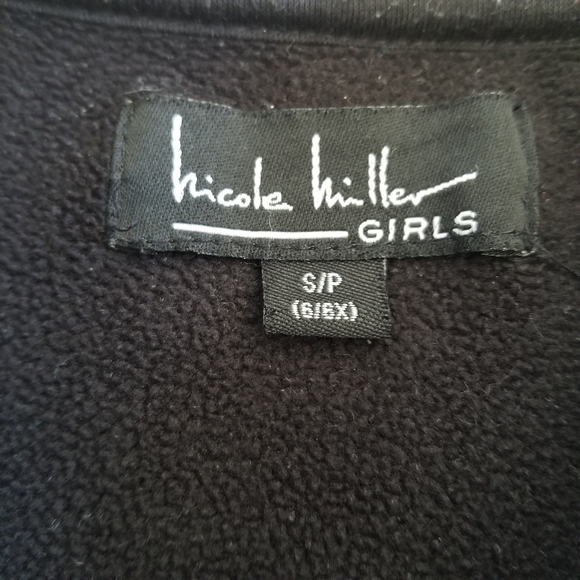 Nicole Miller
GIRLS
S/P
(6/6X)